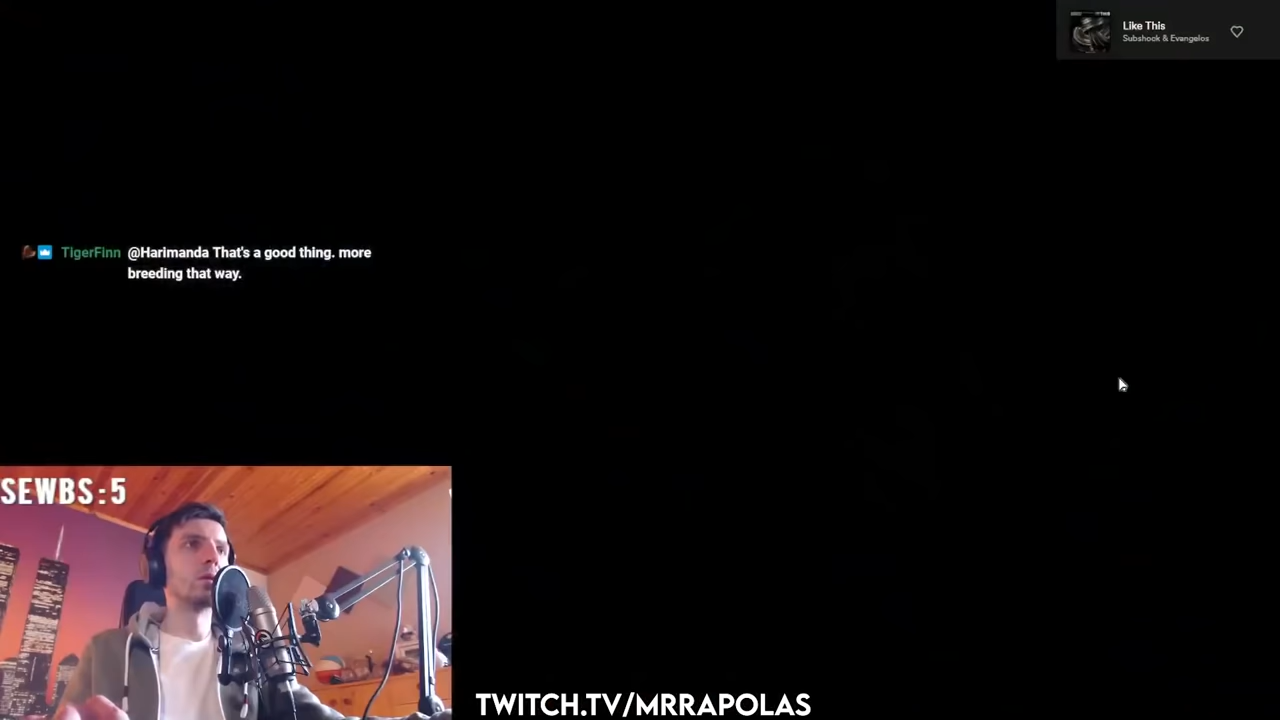 Like This
Subshock & Evangelos
TigerFinn @Harimanda That's a good thing. more
breeding that way.
SEWBS:5
TWITCH.TV/MRRAPOLAS